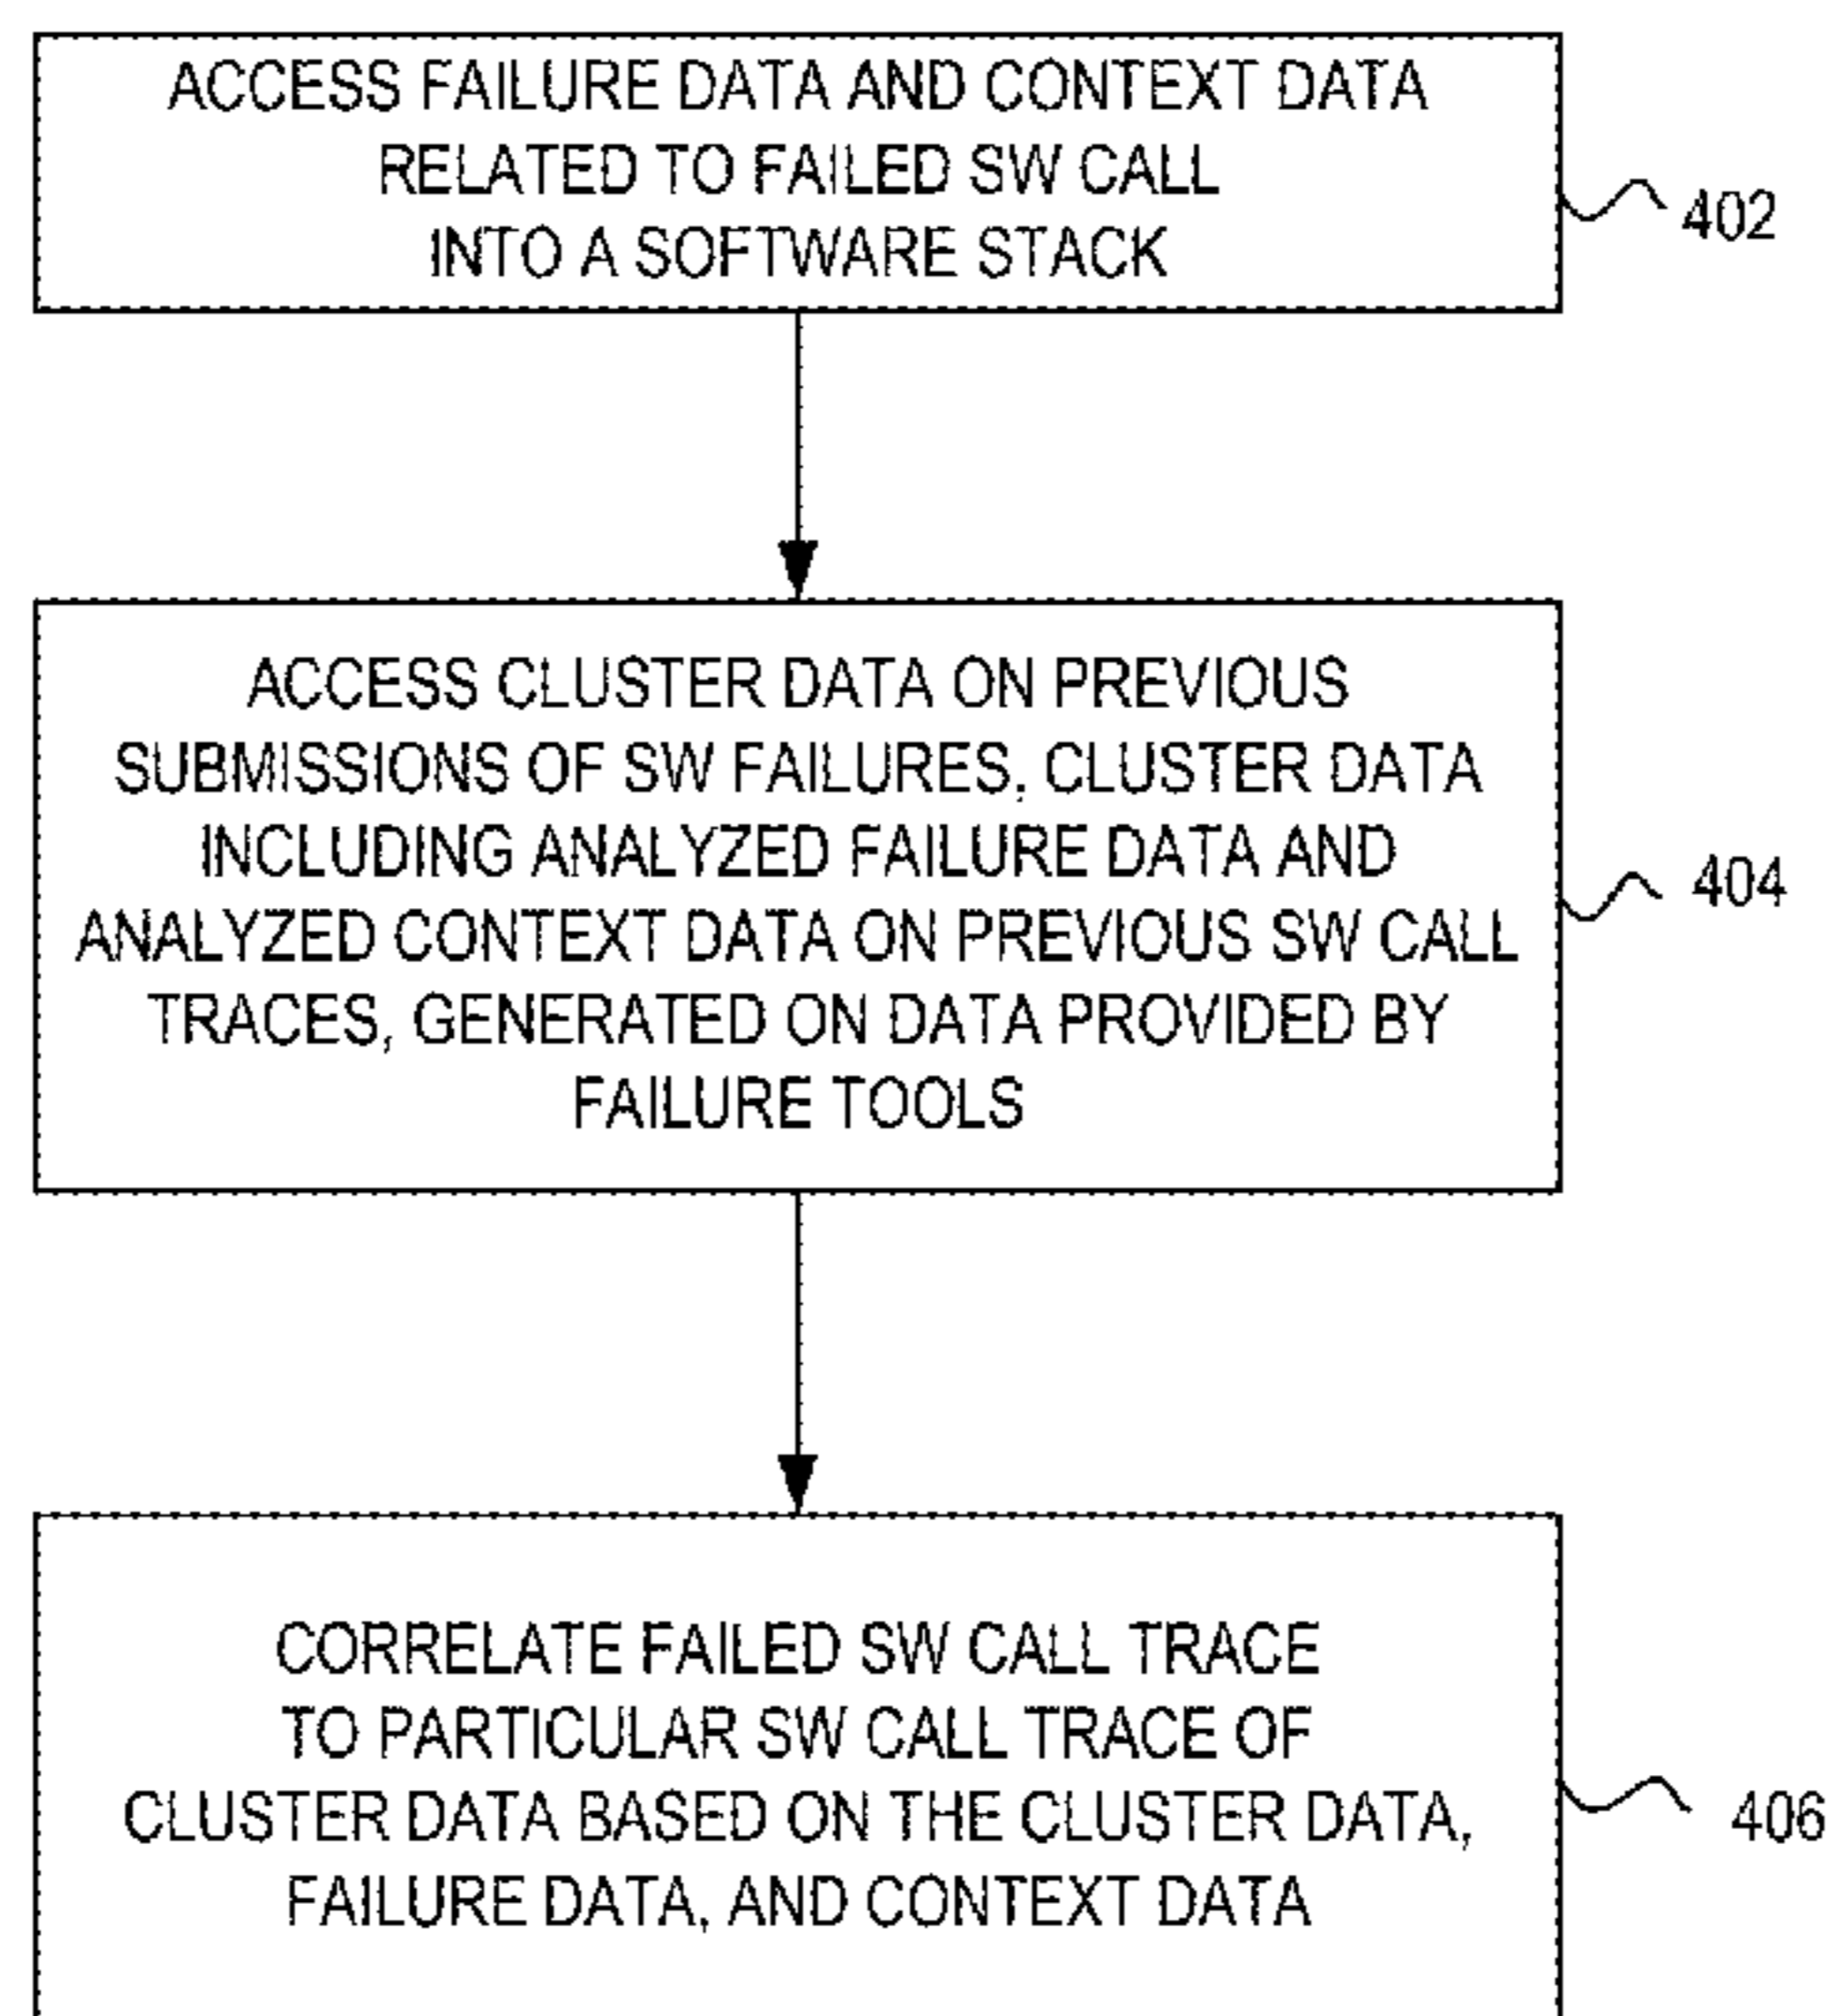 ACCESS FAILURE DATA AND CONTEXT DATA
RELATED TO FAILED SW CALL
INTO A SOFTWARE STACK
402
ACCESS CLUSTER DATA ON PREVIOUS
SUBMISSIONS OF SW FAILURES, CLUSTER DATA
INCLUDING ANALYZED FAILURE DATA AND
ANALYZED CONTEXT DATA ON PREVIOUS SW CALL
TRACES, GENERATED ON DATA PROVIDED BY
FAILURE TOOLS
404
CORRELATE FAILED SW CALL TRACE
TO PARTICULAR SW CALL TRACE OF
CLUSTER DATA BASED ON THE CLUSTER DATA,
FAILURE DATA, AND CONTEXT DATA
406